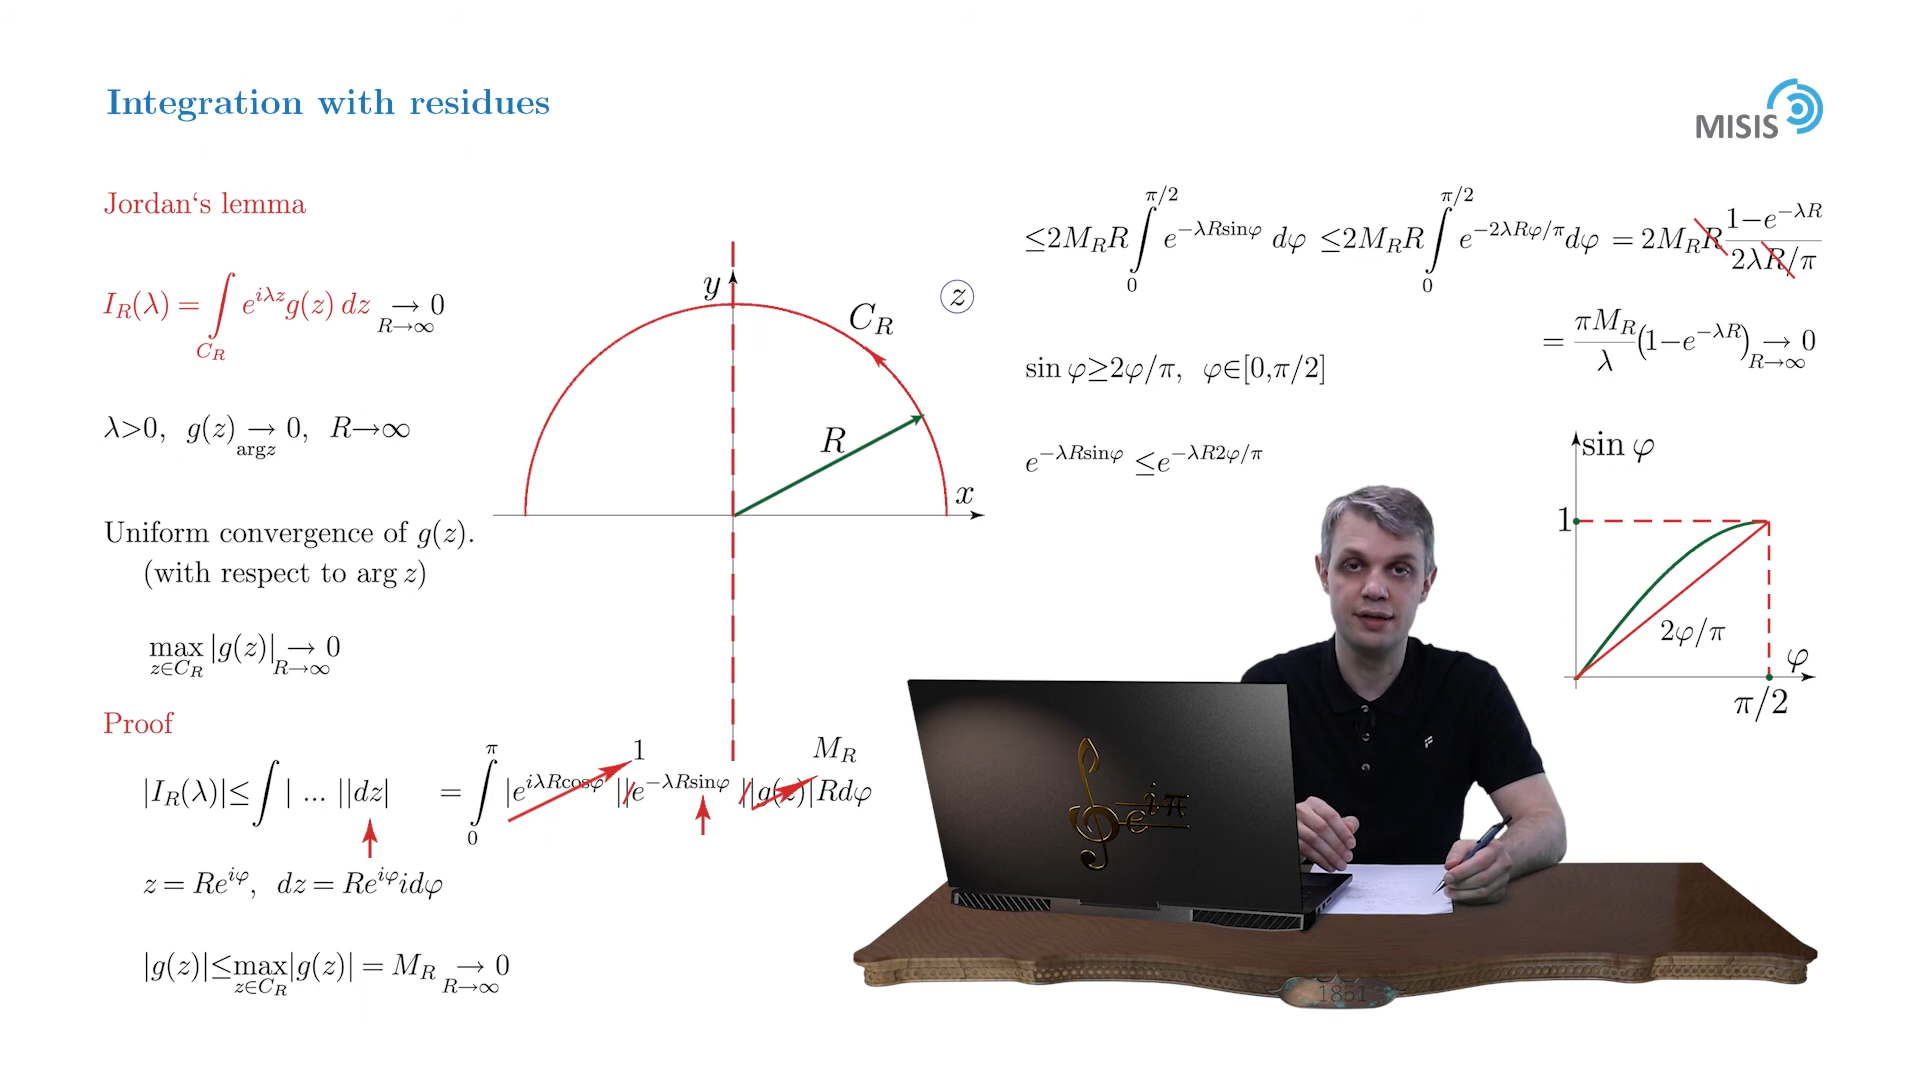 Integration with residues
MISIS
Jordan‘s lemma
I_R(λ) = ∫_{C_R} e^{iλz} g(z) dz →_{R→∞} 0
λ>0, g(z) →_{argz} 0, R→∞
Uniform convergence of g(z).
(with respect to arg z)
max_{z∈C_R} |g(z)| →_{R→∞} 0
Proof
|I_R(λ)| ≤ ∫ | ... ||dz| = ∫_0^π |e^{iλRcosφ}||e^{−λRsinφ}||g(z)|Rdφ
1
M_R
z = Re^{iφ}, dz = Re^{iφ}idφ
|g(z)| ≤ max_{z∈C_R} |g(z)| = M_R →_{R→∞} 0
y
C_R
z
R
x
≤2M_R R ∫_0^{π/2} e^{−λRsinφ} dφ ≤2M_R R ∫_0^{π/2} e^{−2λRφ/π}dφ = 2M_R R (1−e^{−λR})/(2λR/π)
= πM_R/λ (1−e^{−λR}) →_{R→∞} 0
sin φ≥2φ/π, φ∈[0,π/2]
e^{−λRsinφ} ≤e^{−λR2φ/π}
sin φ
1
2φ/π
φ
π/2
e^{iπ}
1851